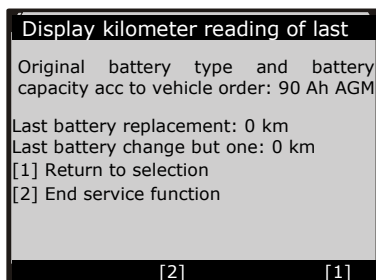 Display kilometer reading of last
Original battery type and battery
capacity acc to vehicle order: 90 Ah AGM
Last battery replacement: 0 km
Last battery change but one: 0 km
[1] Return to selection
[2] End service function
[2] [1]